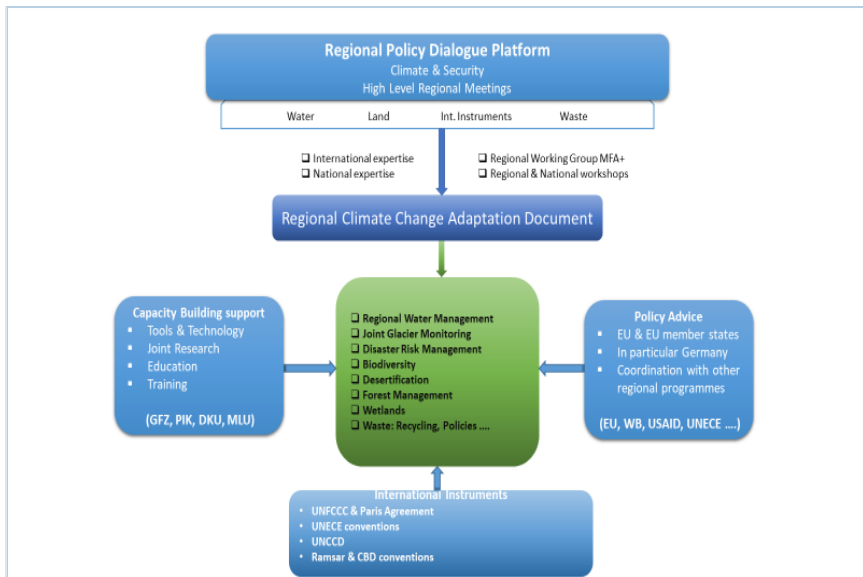 Regional Policy Dialogue Platform
Climate & Security
High Level Regional Meetings
Water Land Int. Instruments Waste
❑ International expertise
❑ National expertise
❑ Regional Working Group MFA+
❑ Regional & National workshops
Regional Climate Change Adaptation Document
Capacity Building support
▪ Tools & Technology
▪ Joint Research
▪ Education
▪ Training
(GFZ, PIK, DKU, MLU)
❑ Regional Water Management
❑ Joint Glacier Monitoring
❑ Disaster Risk Management
❑ Biodiversity
❑ Desertification
❑ Forest Management
❑ Wetlands
❑ Waste: Recycling, Policies ....
Policy Advice
▪ EU & EU member states
▪ In particular Germany
▪ Coordination with other
regional programmes
(EU, WB, USAID, UNECE ....)
International Instruments
• UNFCCC & Paris Agreement
• UNECE conventions
• UNCCD
• Ramsar & CBD conventions